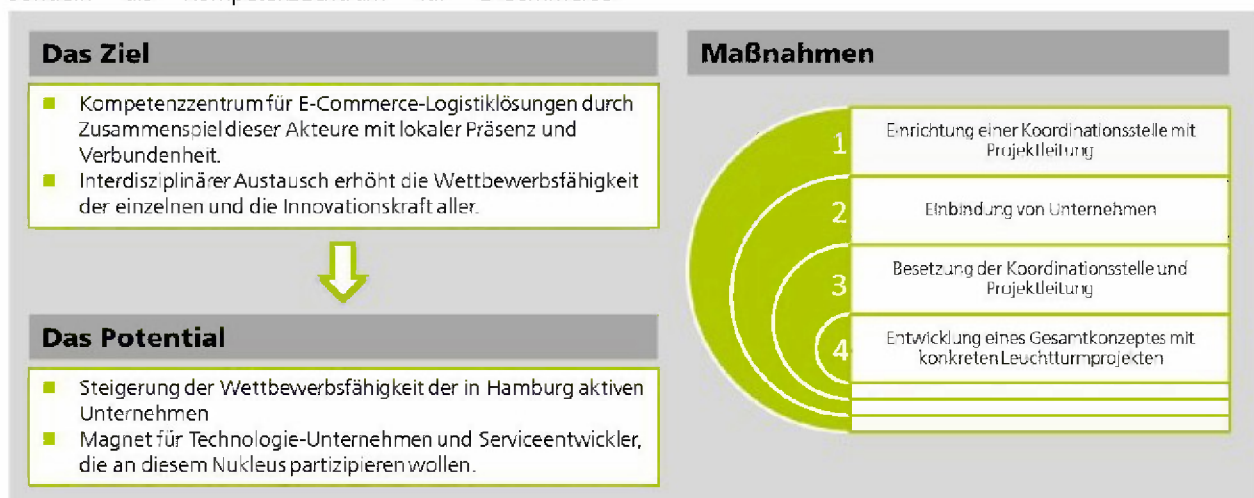 Das Ziel
Kompetenzzentrum für E-Commerce-Logistiklösungen durch
Zusammenspiel dieser Akteure mit lokaler Präsenz und
Verbundenheit.
Interdisziplinärer Austausch erhöht die Wettbewerbsfähigkeit
der einzelnen und die Innovationskraft aller.
Das Potential
Steigerung der Wettbewerbsfähigkeit der in Hamburg aktiven
Unternehmen
Magnet für Technologie-Unternehmen und Serviceentwickler,
die an diesem Nukleus partizipieren wollen.
Maßnahmen
1
Einrichtung einer Koordinationsstelle mit
Projektleitung
2
Einbindung von Unternehmen
3
Besetzung der Koordinationsstelle und
Projektleitung
4
Entwicklung eines Gesamtkonzeptes mit
konkreten Leuchtturmprojekten